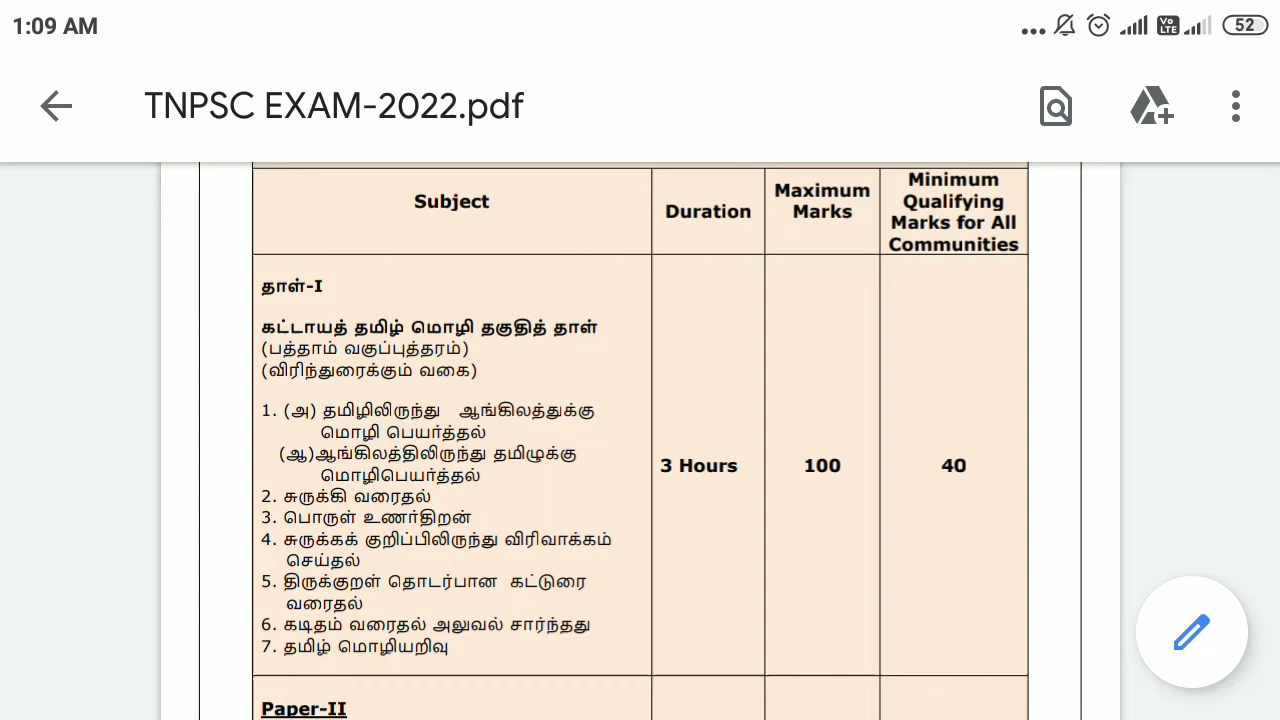 1:09 AM
52
TNPSC EXAM-2022.pdf
Subject
Duration
Maximum
Marks
Minimum
Qualifying
Marks for All
Communities
தாள்-I
கட்டாயத் தமிழ் மொழி தகுதித் தாள்
(பத்தாம் வகுப்புத்தரம்)
(விரிந்துரைக்கும் வகை)
1. (அ) தமிழிலிருந்து ஆங்கிலத்துக்கு
மொழி பெயர்த்தல்
(ஆ)ஆங்கிலத்திலிருந்து தமிழுக்கு
மொழிபெயர்த்தல்
2. சுருக்கி வரைதல்
3. பொருள் உணர்திறன்
4. சுருக்கக் குறிப்பிலிருந்து விரிவாக்கம்
செய்தல்
5. திருக்குறள் தொடர்பான கட்டுரை
வரைதல்
6. கடிதம் வரைதல் அலுவல் சார்ந்தது
7. தமிழ் மொழியறிவு
3 Hours
100
40
Paper-II